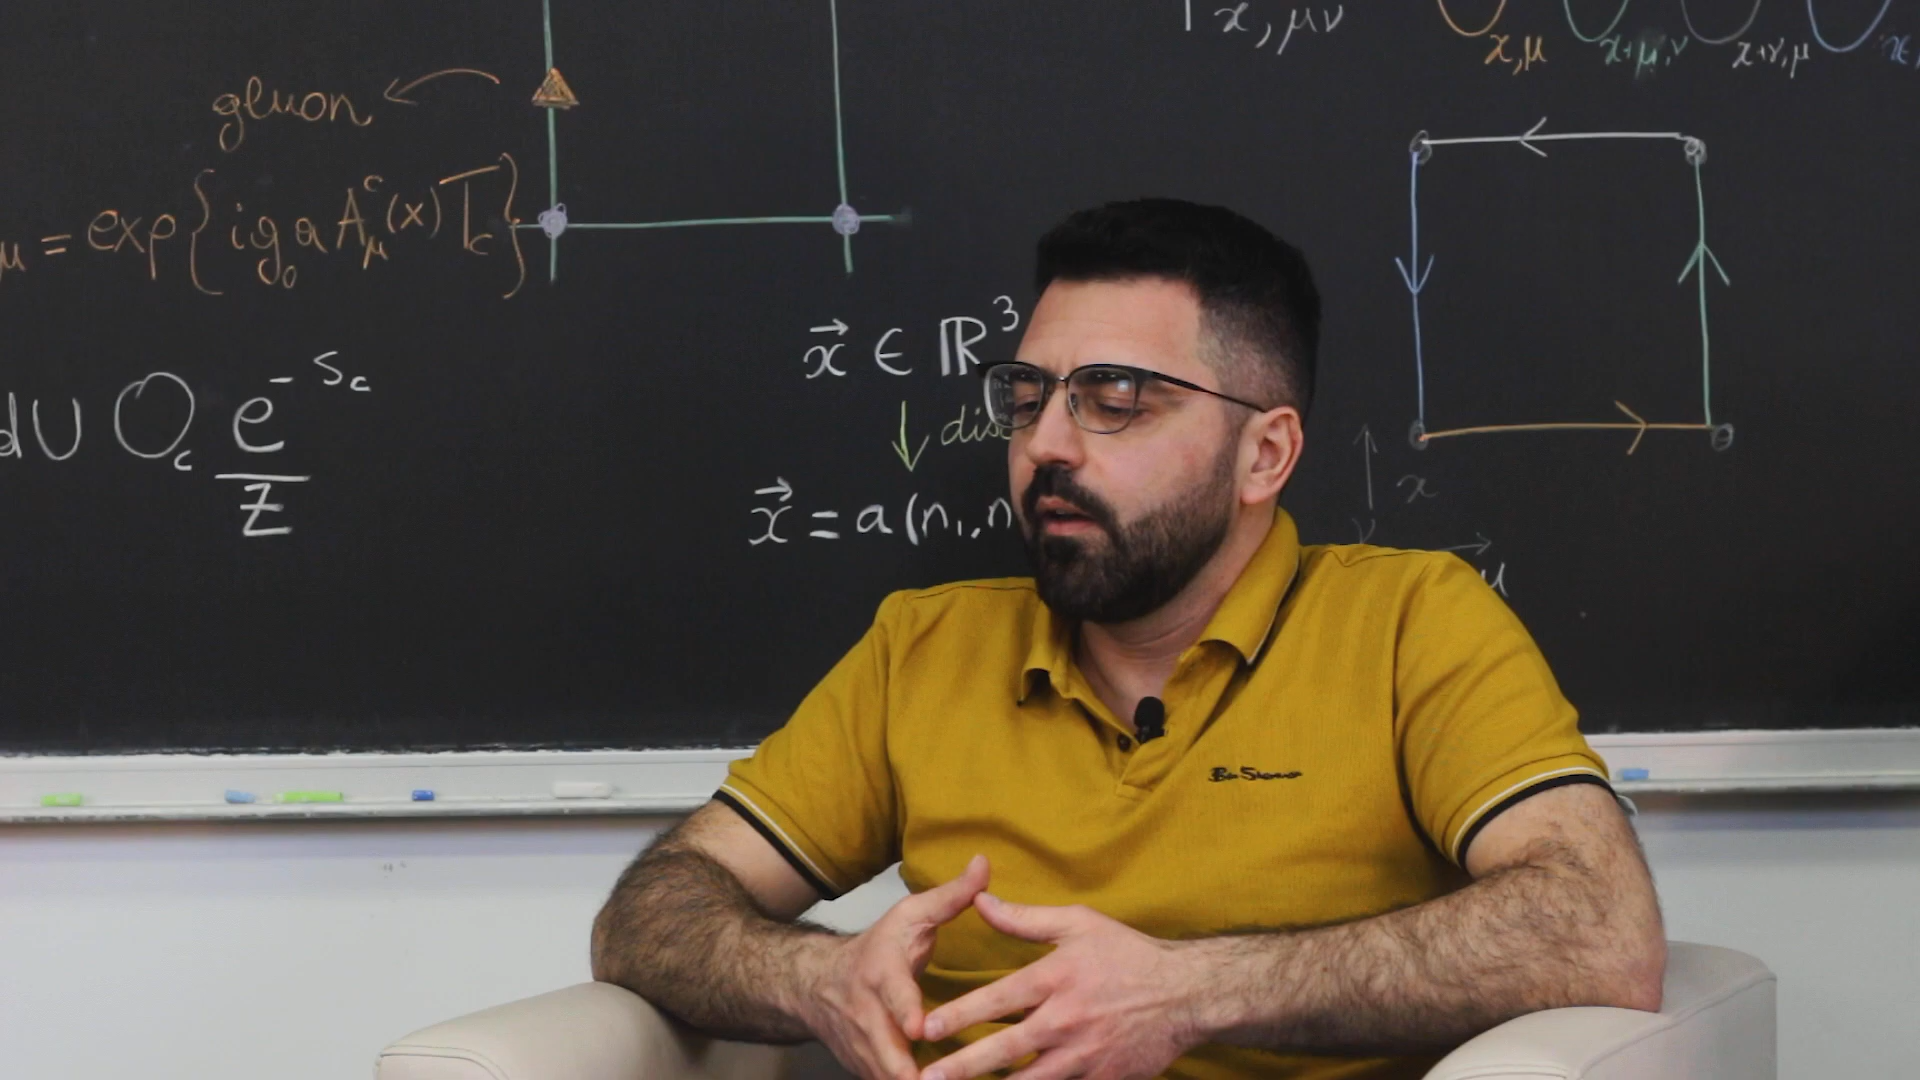 gluon
μ = exp{ig₀aA^c_μ(x)T_c}
dU O_c e^{-S_c}/Z
x⃗ ∈ ℝ³
x⃗ = a(n₁,n
x, μν
x,μ x+μ,ν x+ν,μ
x
μ
Ben Sherman